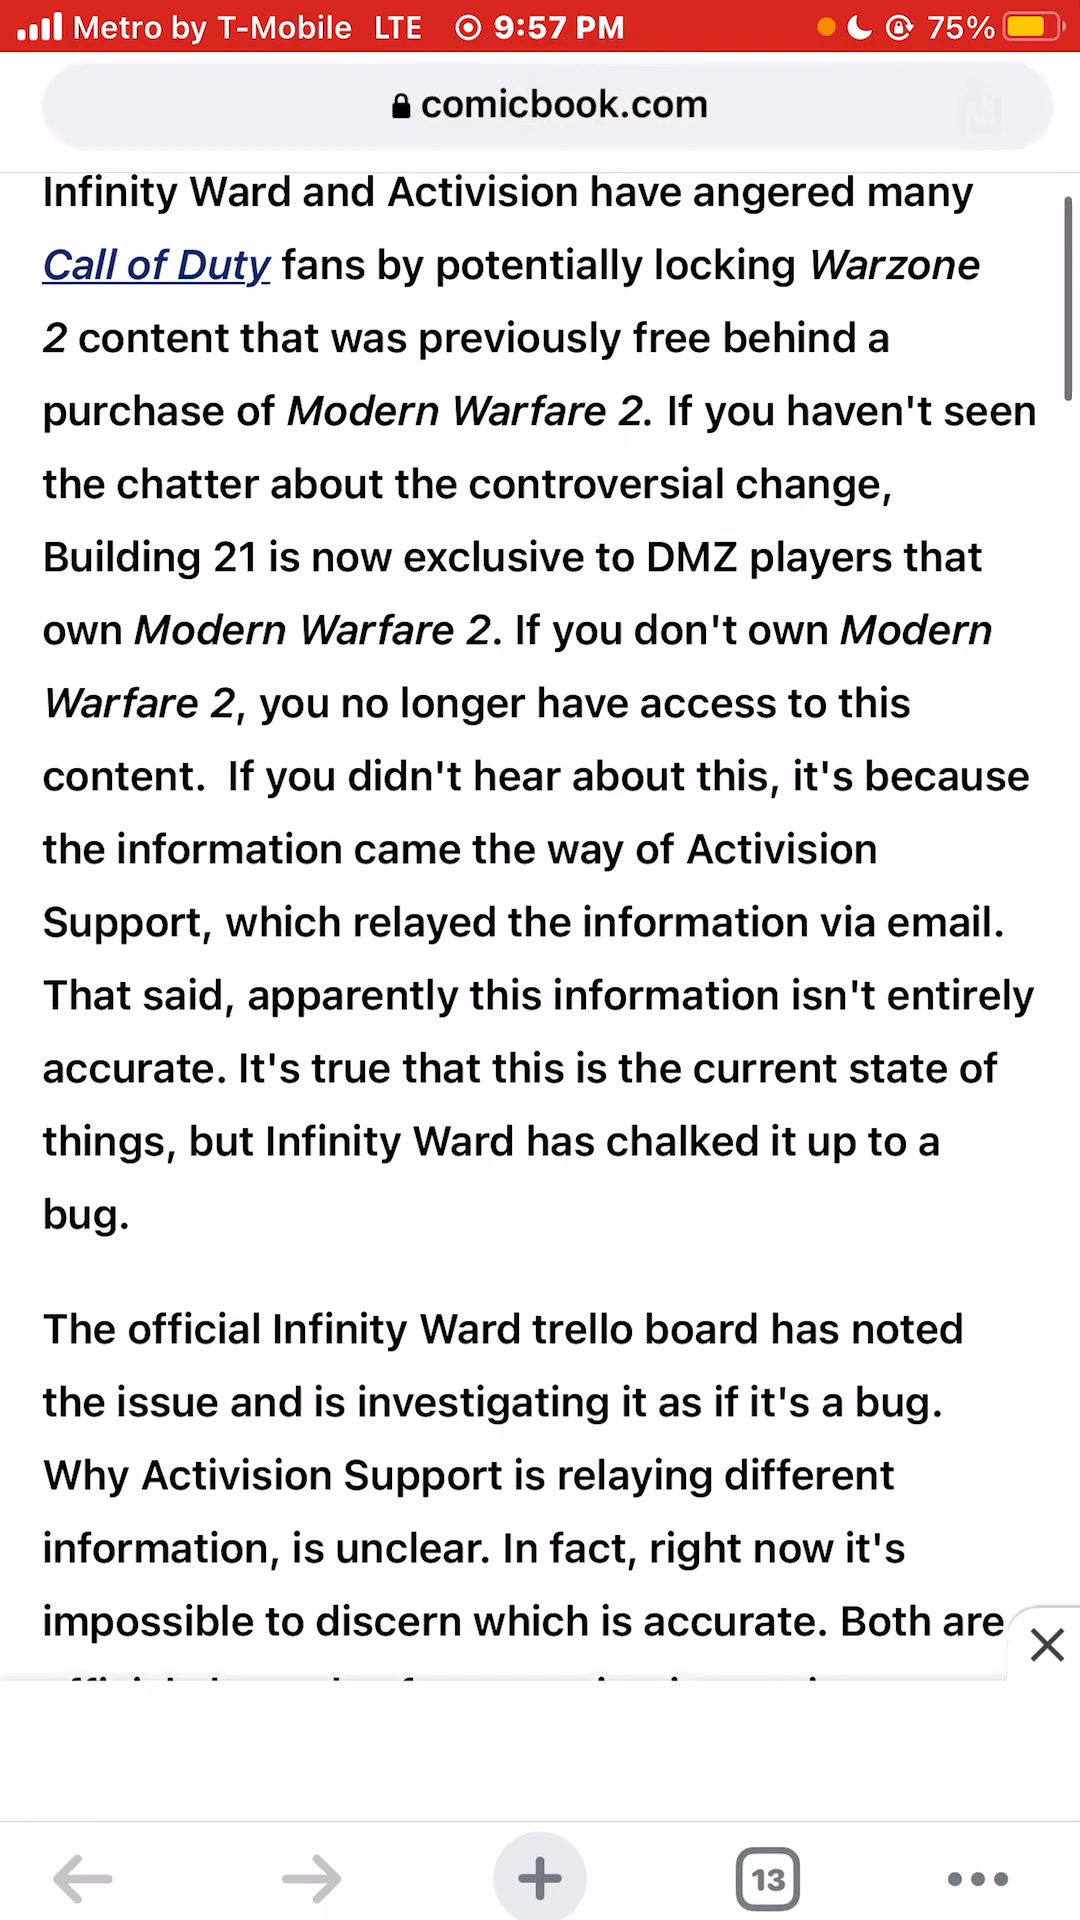 Metro by T-Mobile LTE 9:57 PM 75%
comicbook.com
Infinity Ward and Activision have angered many
Call of Duty fans by potentially locking Warzone
2 content that was previously free behind a
purchase of Modern Warfare 2. If you haven't seen
the chatter about the controversial change,
Building 21 is now exclusive to DMZ players that
own Modern Warfare 2. If you don't own Modern
Warfare 2, you no longer have access to this
content.  If you didn't hear about this, it's because
the information came the way of Activision
Support, which relayed the information via email.
That said, apparently this information isn't entirely
accurate. It's true that this is the current state of
things, but Infinity Ward has chalked it up to a
bug.
The official Infinity Ward trello board has noted
the issue and is investigating it as if it's a bug.
Why Activision Support is relaying different
information, is unclear. In fact, right now it's
impossible to discern which is accurate. Both are
13